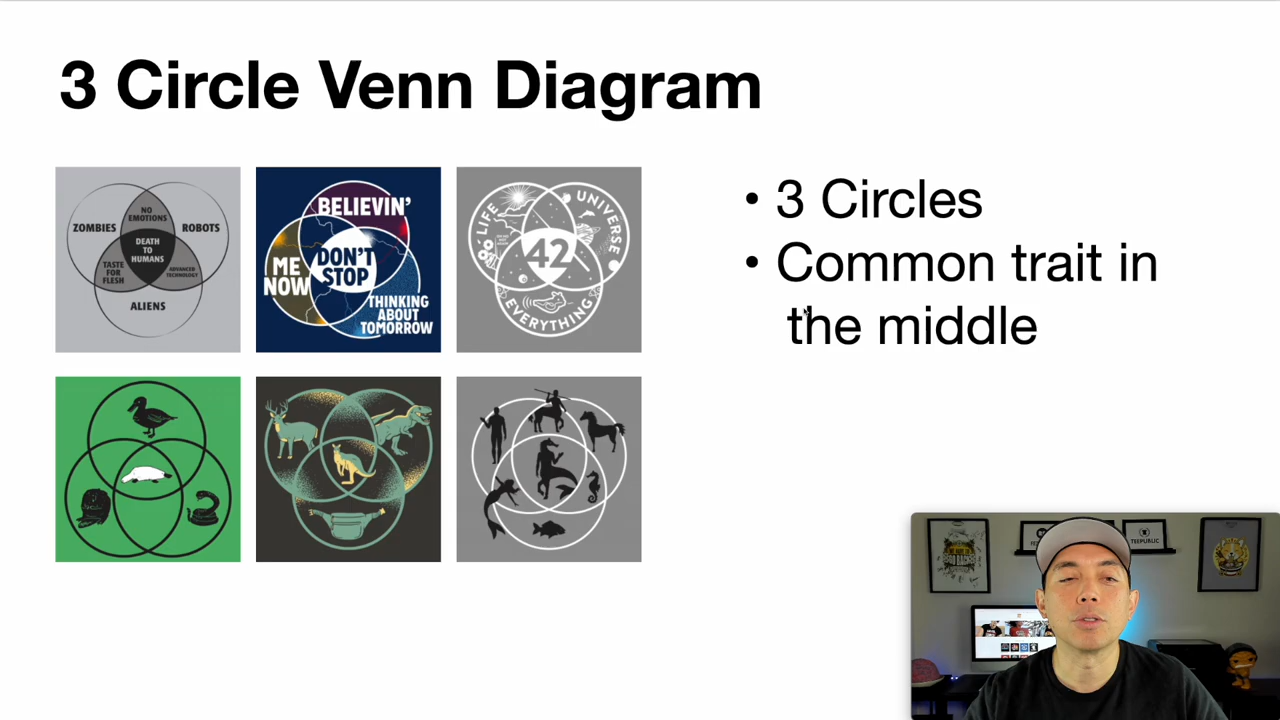 3 Circle Venn Diagram
ZOMBIES
NO
EMOTIONS
ROBOTS
DEATH
TO
HUMANS
TASTE
FOR
FLESH
ADVANCED
TECHNOLOGY
ALIENS
BELIEVIN'
ME
NOW
DON'T
STOP
THINKING
ABOUT
TOMORROW
LIFE
UNIVERSE
42
EVERYTHING
• 3 Circles
• Common trait in
the middle
TEEPUBLIC